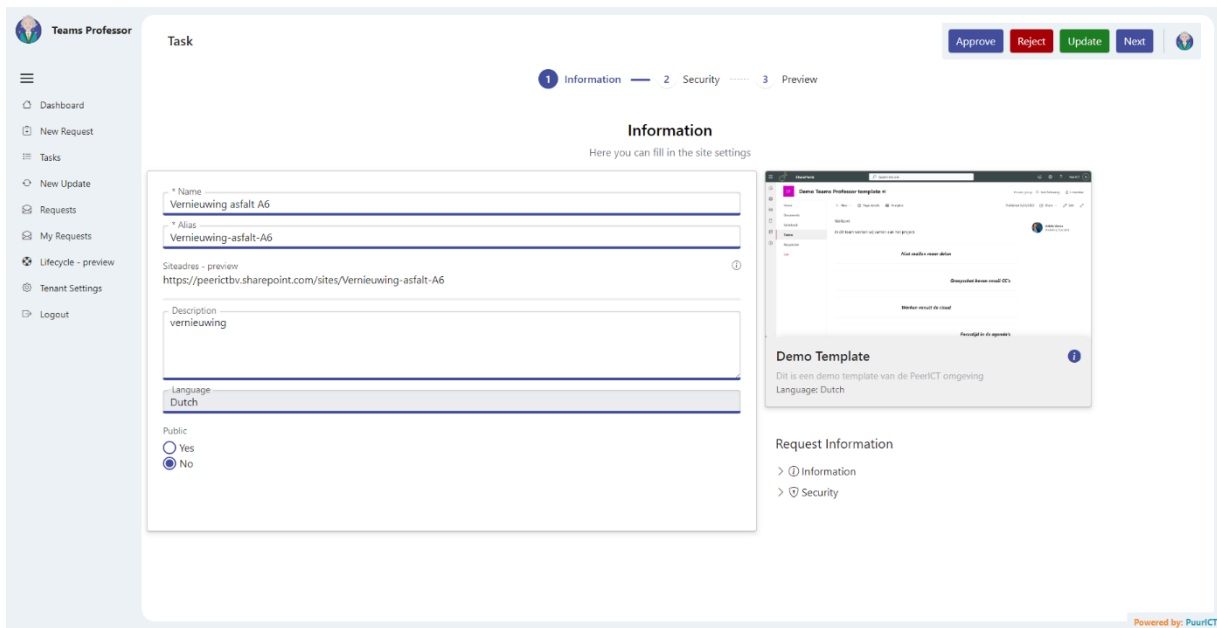 Teams Professor
Task
Approve Reject Update Next
1 Information 2 Security 3 Preview
Dashboard
New Request
Tasks
New Update
Requests
My Requests
Lifecycle - preview
Tenant Settings
Logout
Information
Here you can fill in the site settings
* Name
Vernieuwing asfalt A6
* Alias
Vernieuwing-asfalt-A6
Siteadres - preview
https://peerictbv.sharepoint.com/sites/Vernieuwing-asfalt-A6
Description
vernieuwing
Language
Dutch
Public
Yes
No
SharePoint
Demo Teams Professor template
Demo Template
Dit is een demo template van de PeerICT omgeving
Language: Dutch
Request Information
Information
Security
Powered by: PuurICT